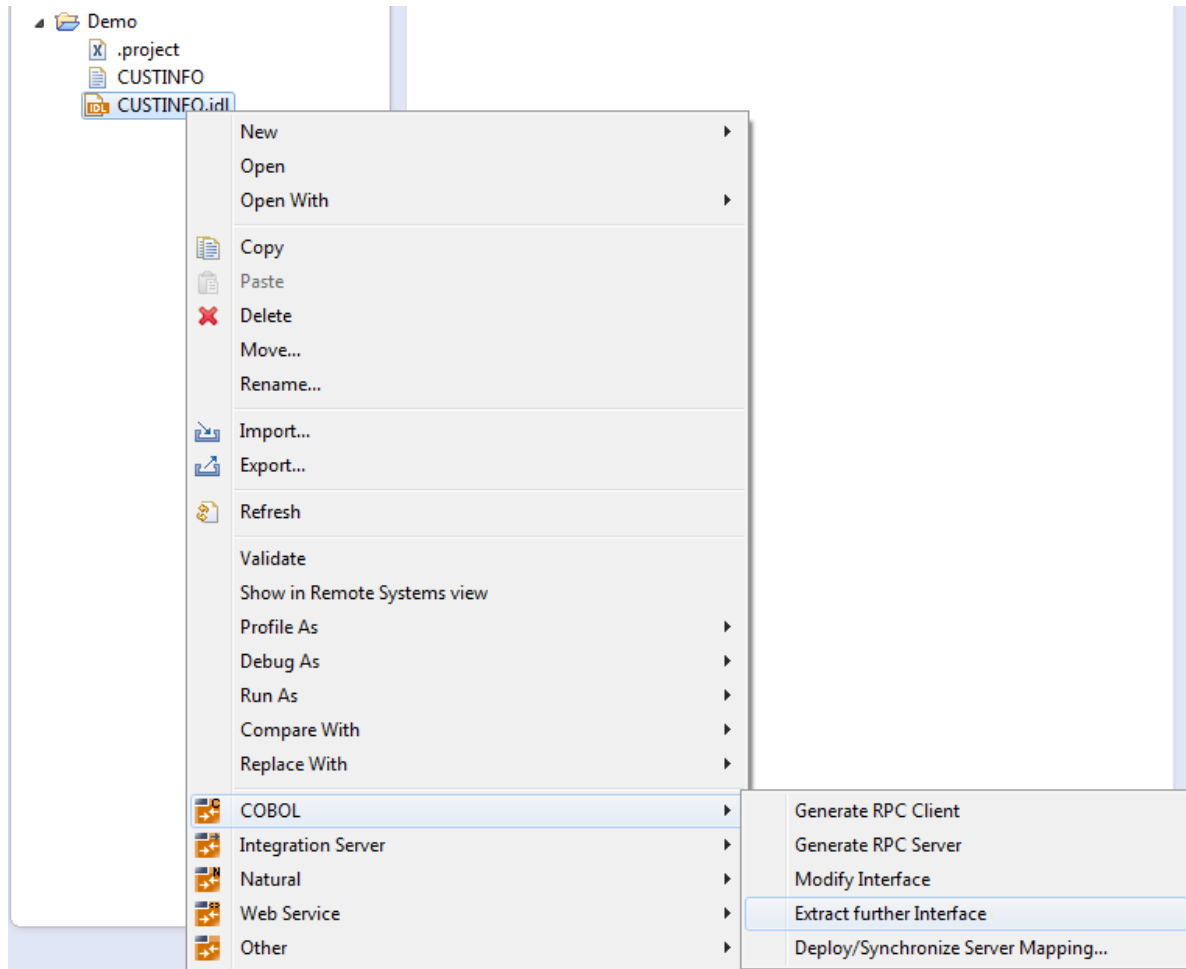 Demo
.project
CUSTINFO
CUSTINFO.idl
New
Open
Open With
Copy
Paste
Delete
Move...
Rename...
Import...
Export...
Refresh
Validate
Show in Remote Systems view
Profile As
Debug As
Run As
Compare With
Replace With
COBOL
Integration Server
Natural
Web Service
Other
Generate RPC Client
Generate RPC Server
Modify Interface
Extract further Interface
Deploy/Synchronize Server Mapping...